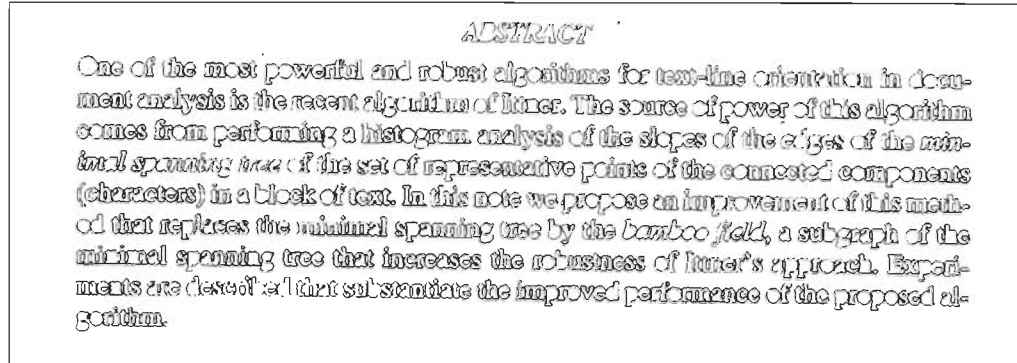 ABSTRACT
One of the most powerful and robust algorithms for text-line orientation in docu-
ment analysis is the recent algorithm of Ittner. The source of power of this algorithm
comes from performing a histogram analysis of the slopes of the edges of the min-
imal spanning tree of the set of representative points of the connected components
(characters) in a block of text. In this note we propose an improvement of this meth-
od that replaces the minimal spanning tree by the bamboo field, a subgraph of the
minimal spanning tree that increases the robustness of Ittner's approach. Experi-
ments are described that substantiate the improved performance of the proposed al-
gorithm.